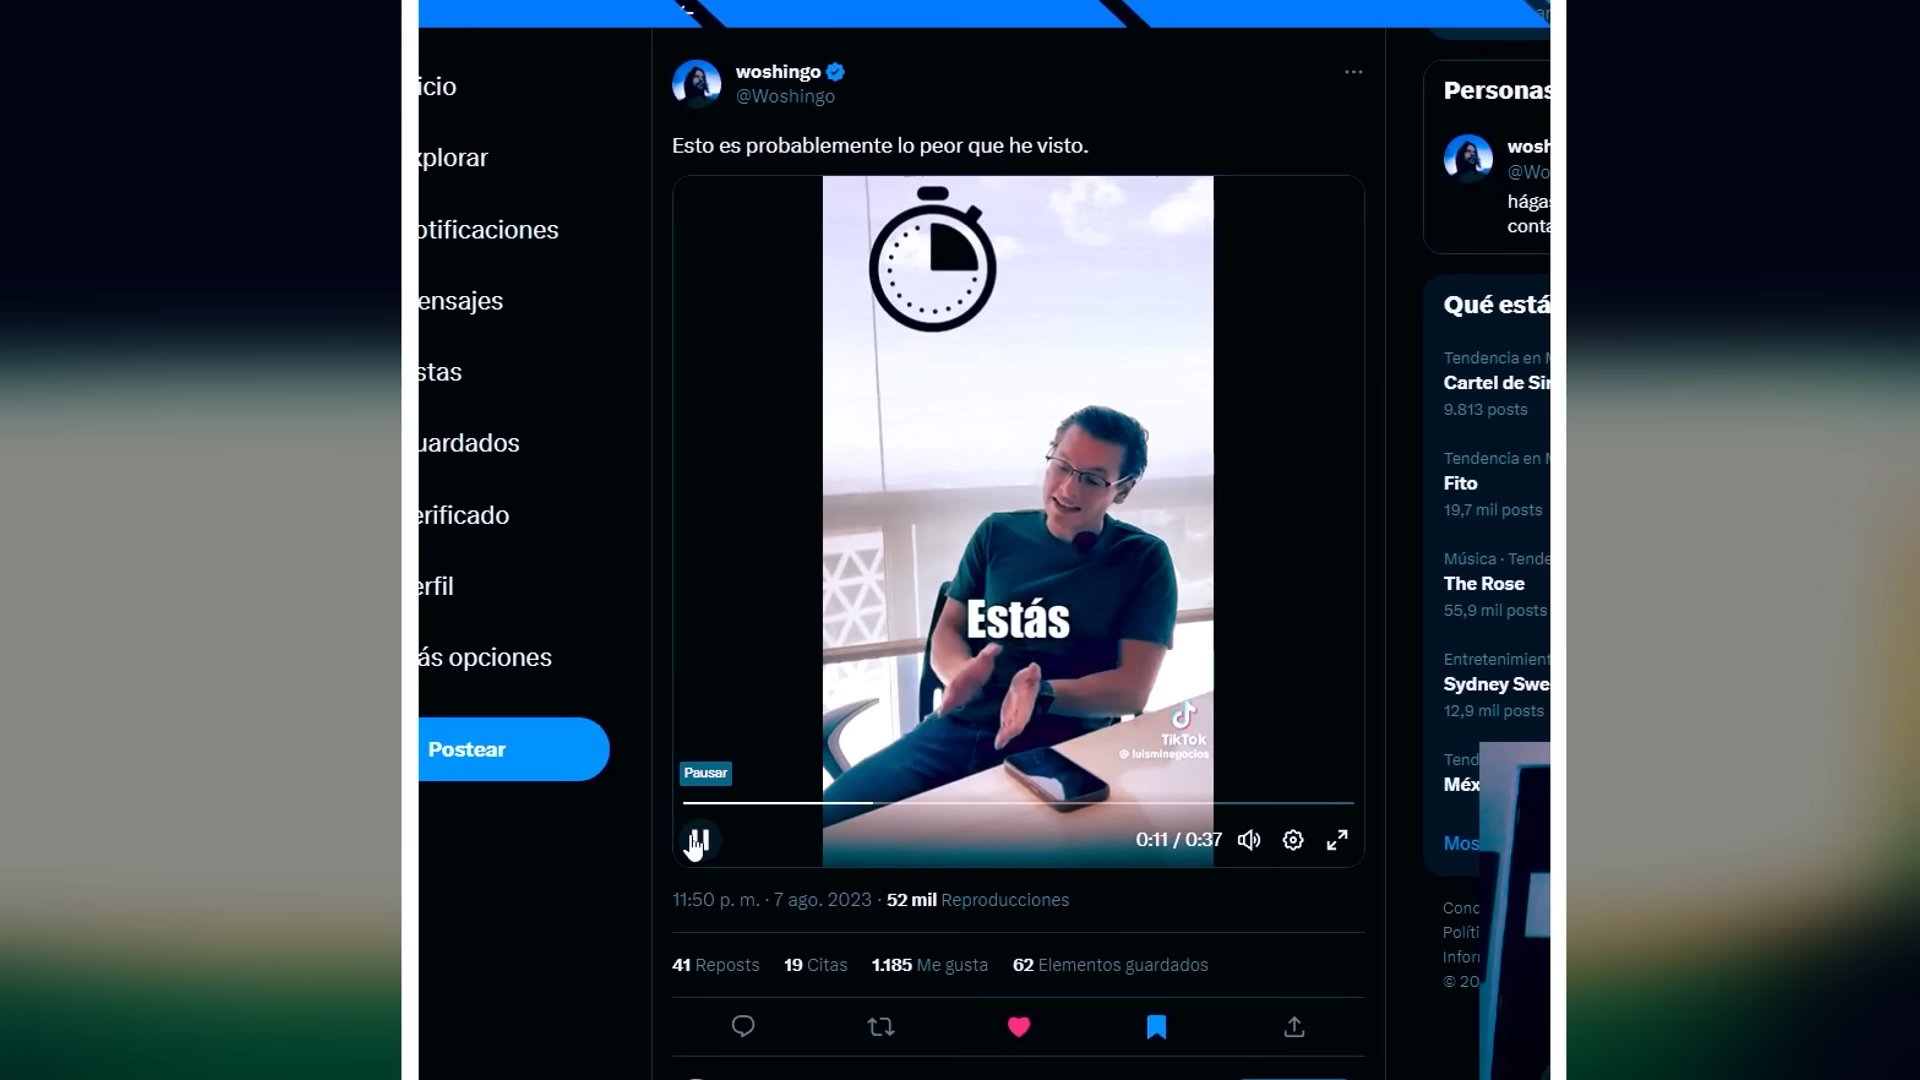 icio
xplorar
otificaciones
ensajes
stas
uardados
erificado
erfil
ás opciones
Postear
woshingo
@Woshingo
Esto es probablemente lo peor que he visto.
Estás
TikTok
@ luisminegocios
Pausar
0:11 / 0:37
11:50 p. m. · 7 ago. 2023 · 52 mil Reproducciones
41 Reposts 19 Citas 1.185 Me gusta 62 Elementos guardados
Personas
wosh
@Wo
hágas
conta
Qué está
Tendencia en
Cartel de Sin
9.813 posts
Tendencia en
Fito
19,7 mil posts
Música · Tende
The Rose
55,9 mil posts
Entretenimient
Sydney Swe
12,9 mil posts
Tend
Méx
Mos
Conc
Políti
Infor
© 20